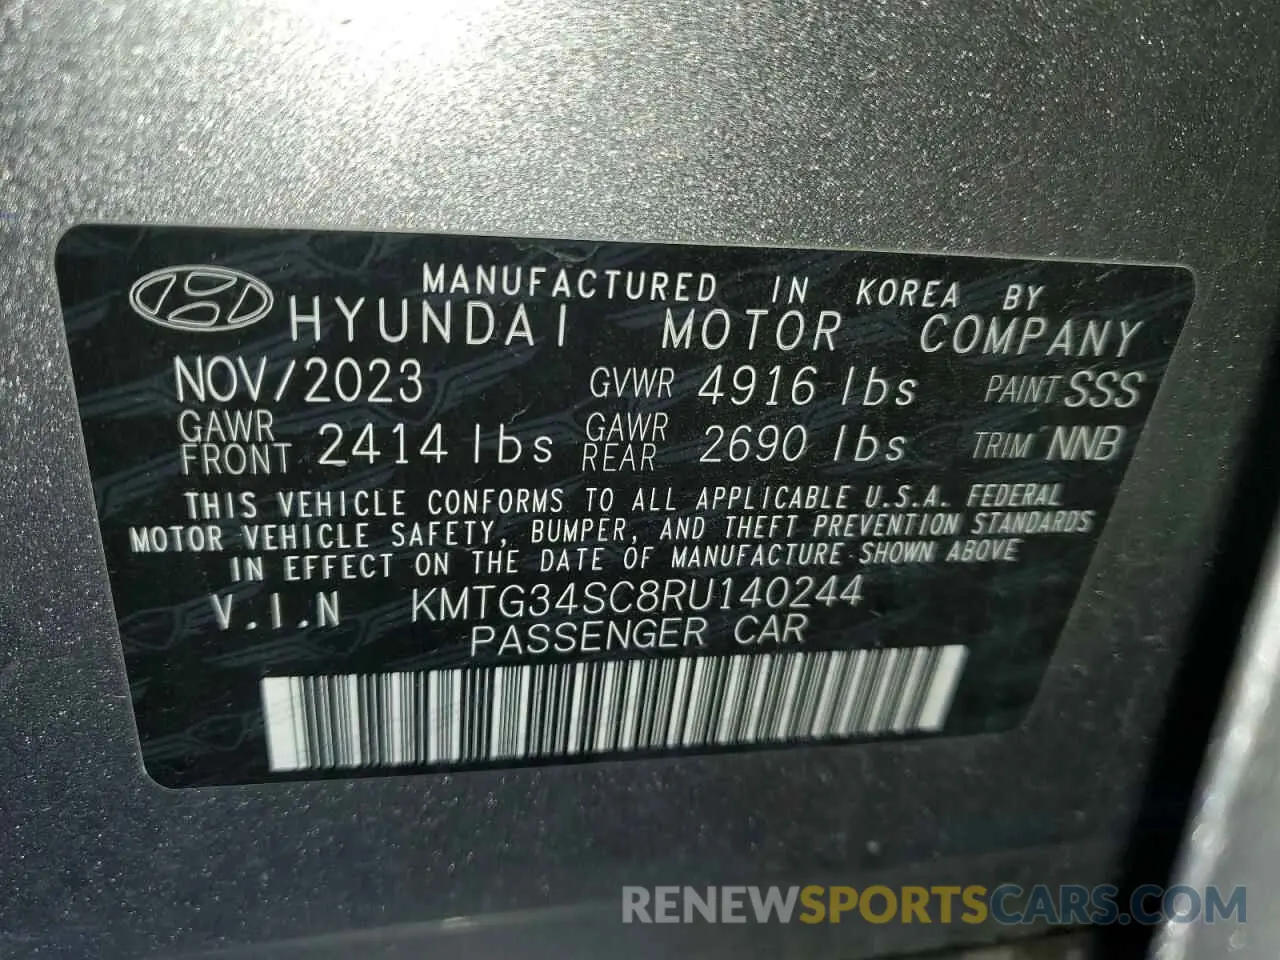 MANUFACTURED IN KOREA BY
HYUNDAI MOTOR COMPANY
NOV/2023 GVWR 4916 lbs PAINT SSS
GAWR FRONT 2414 lbs GAWR REAR 2690 lbs TRIM NNB
THIS VEHICLE CONFORMS TO ALL APPLICABLE U.S.A. FEDERAL
MOTOR VEHICLE SAFETY, BUMPER, AND THEFT PREVENTION STANDARDS
IN EFFECT ON THE DATE OF MANUFACTURE SHOWN ABOVE
V.I.N KMTG34SC8RU140244
PASSENGER CAR
RENEWSPORTSCARS.COM